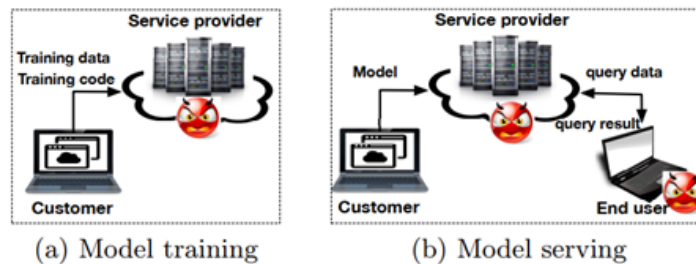 Service provider
Training data
Training code
Customer
(a) Model training
Service provider
Model
query data
query result
Customer
End user
(b) Model serving